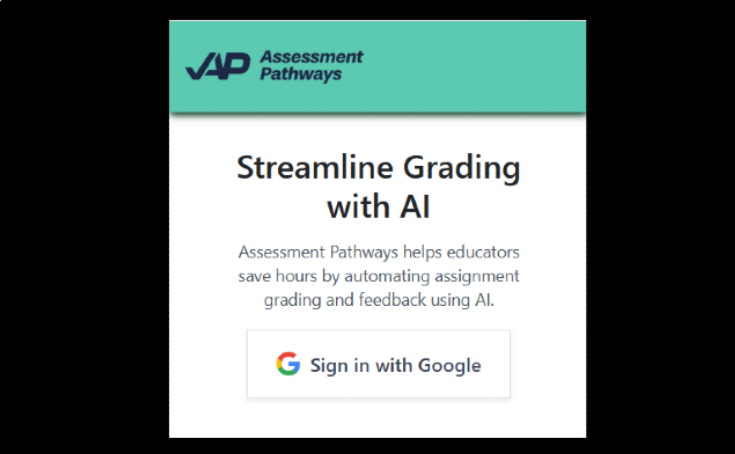 AP Assessment
Pathways
Streamline Grading
with AI
Assessment Pathways helps educators
save hours by automating assignment
grading and feedback using AI.
Sign in with Google